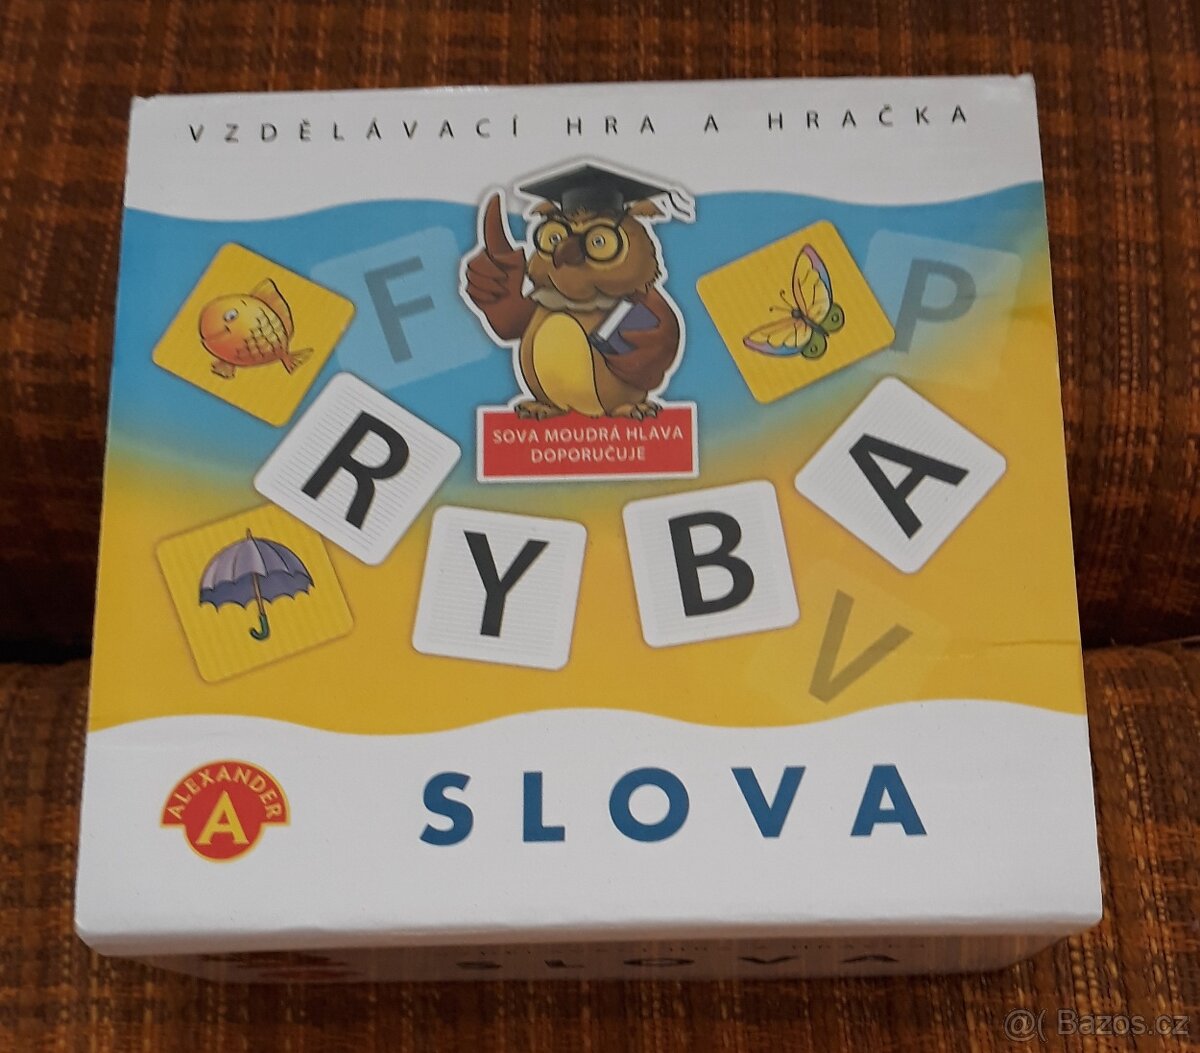 VZDĚLÁVACÍ HRA A HRAČKA
F
P
SOVA MOUDRÁ HLAVA
DOPORUČUJE
R Y B A
V
ALEXANDER
A
SLOVA
SLOVA
@( Bazos.cz